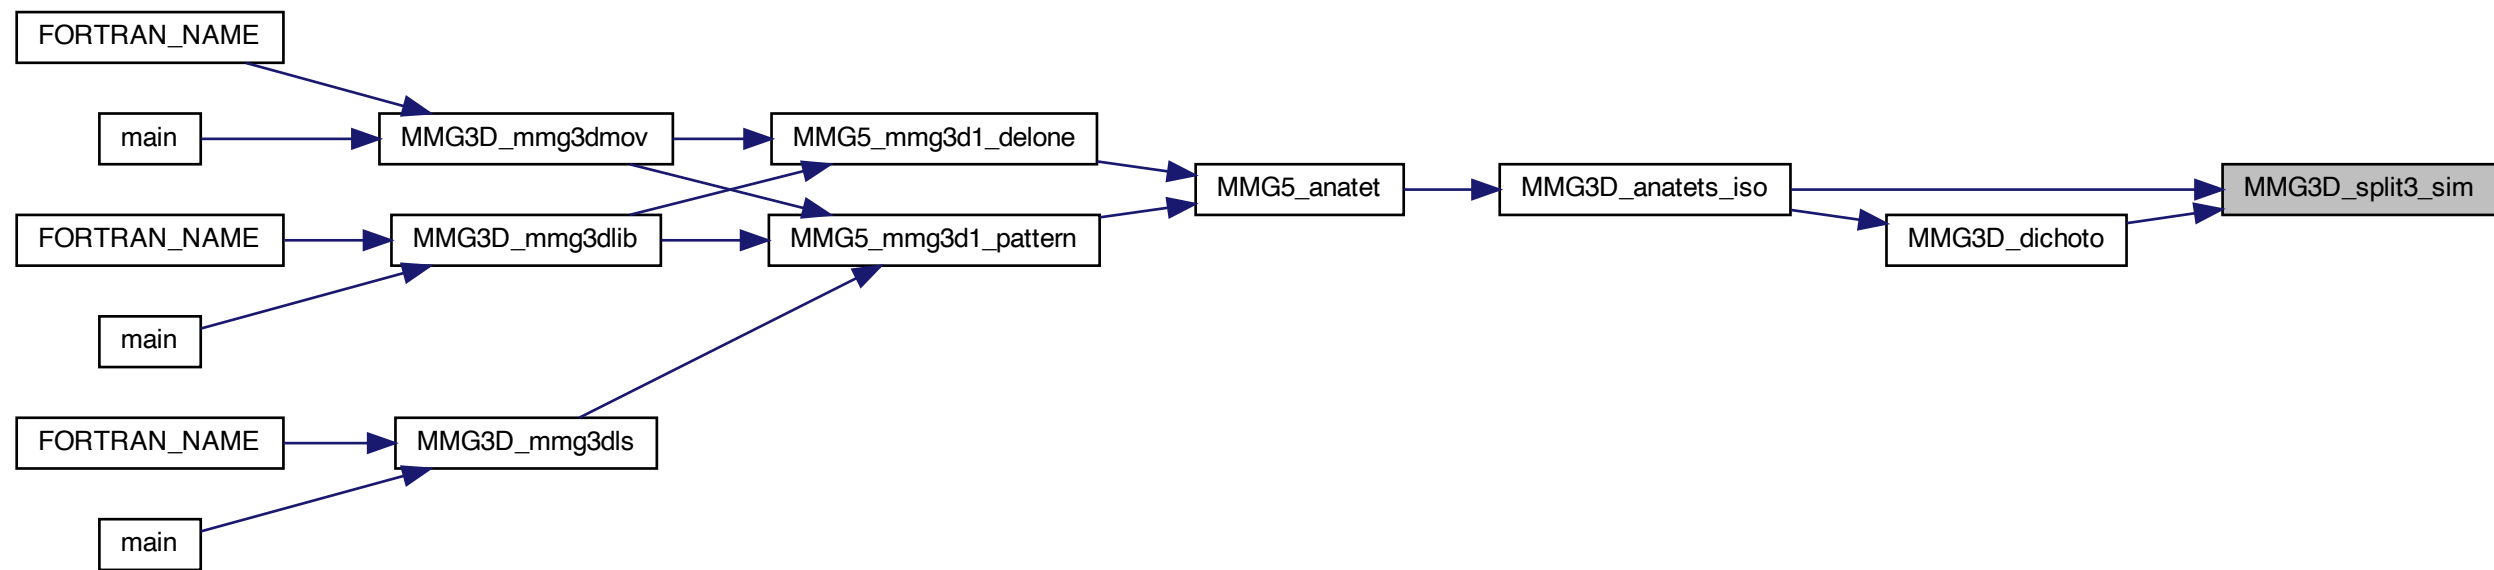 FORTRAN_NAME
main
MMG3D_mmg3dmov
MMG5_mmg3d1_delone
MMG5_anatet
MMG3D_anatets_iso
MMG3D_split3_sim
FORTRAN_NAME
MMG3D_mmg3dlib
MMG5_mmg3d1_pattern
MMG3D_dichoto
main
FORTRAN_NAME
MMG3D_mmg3dls
main